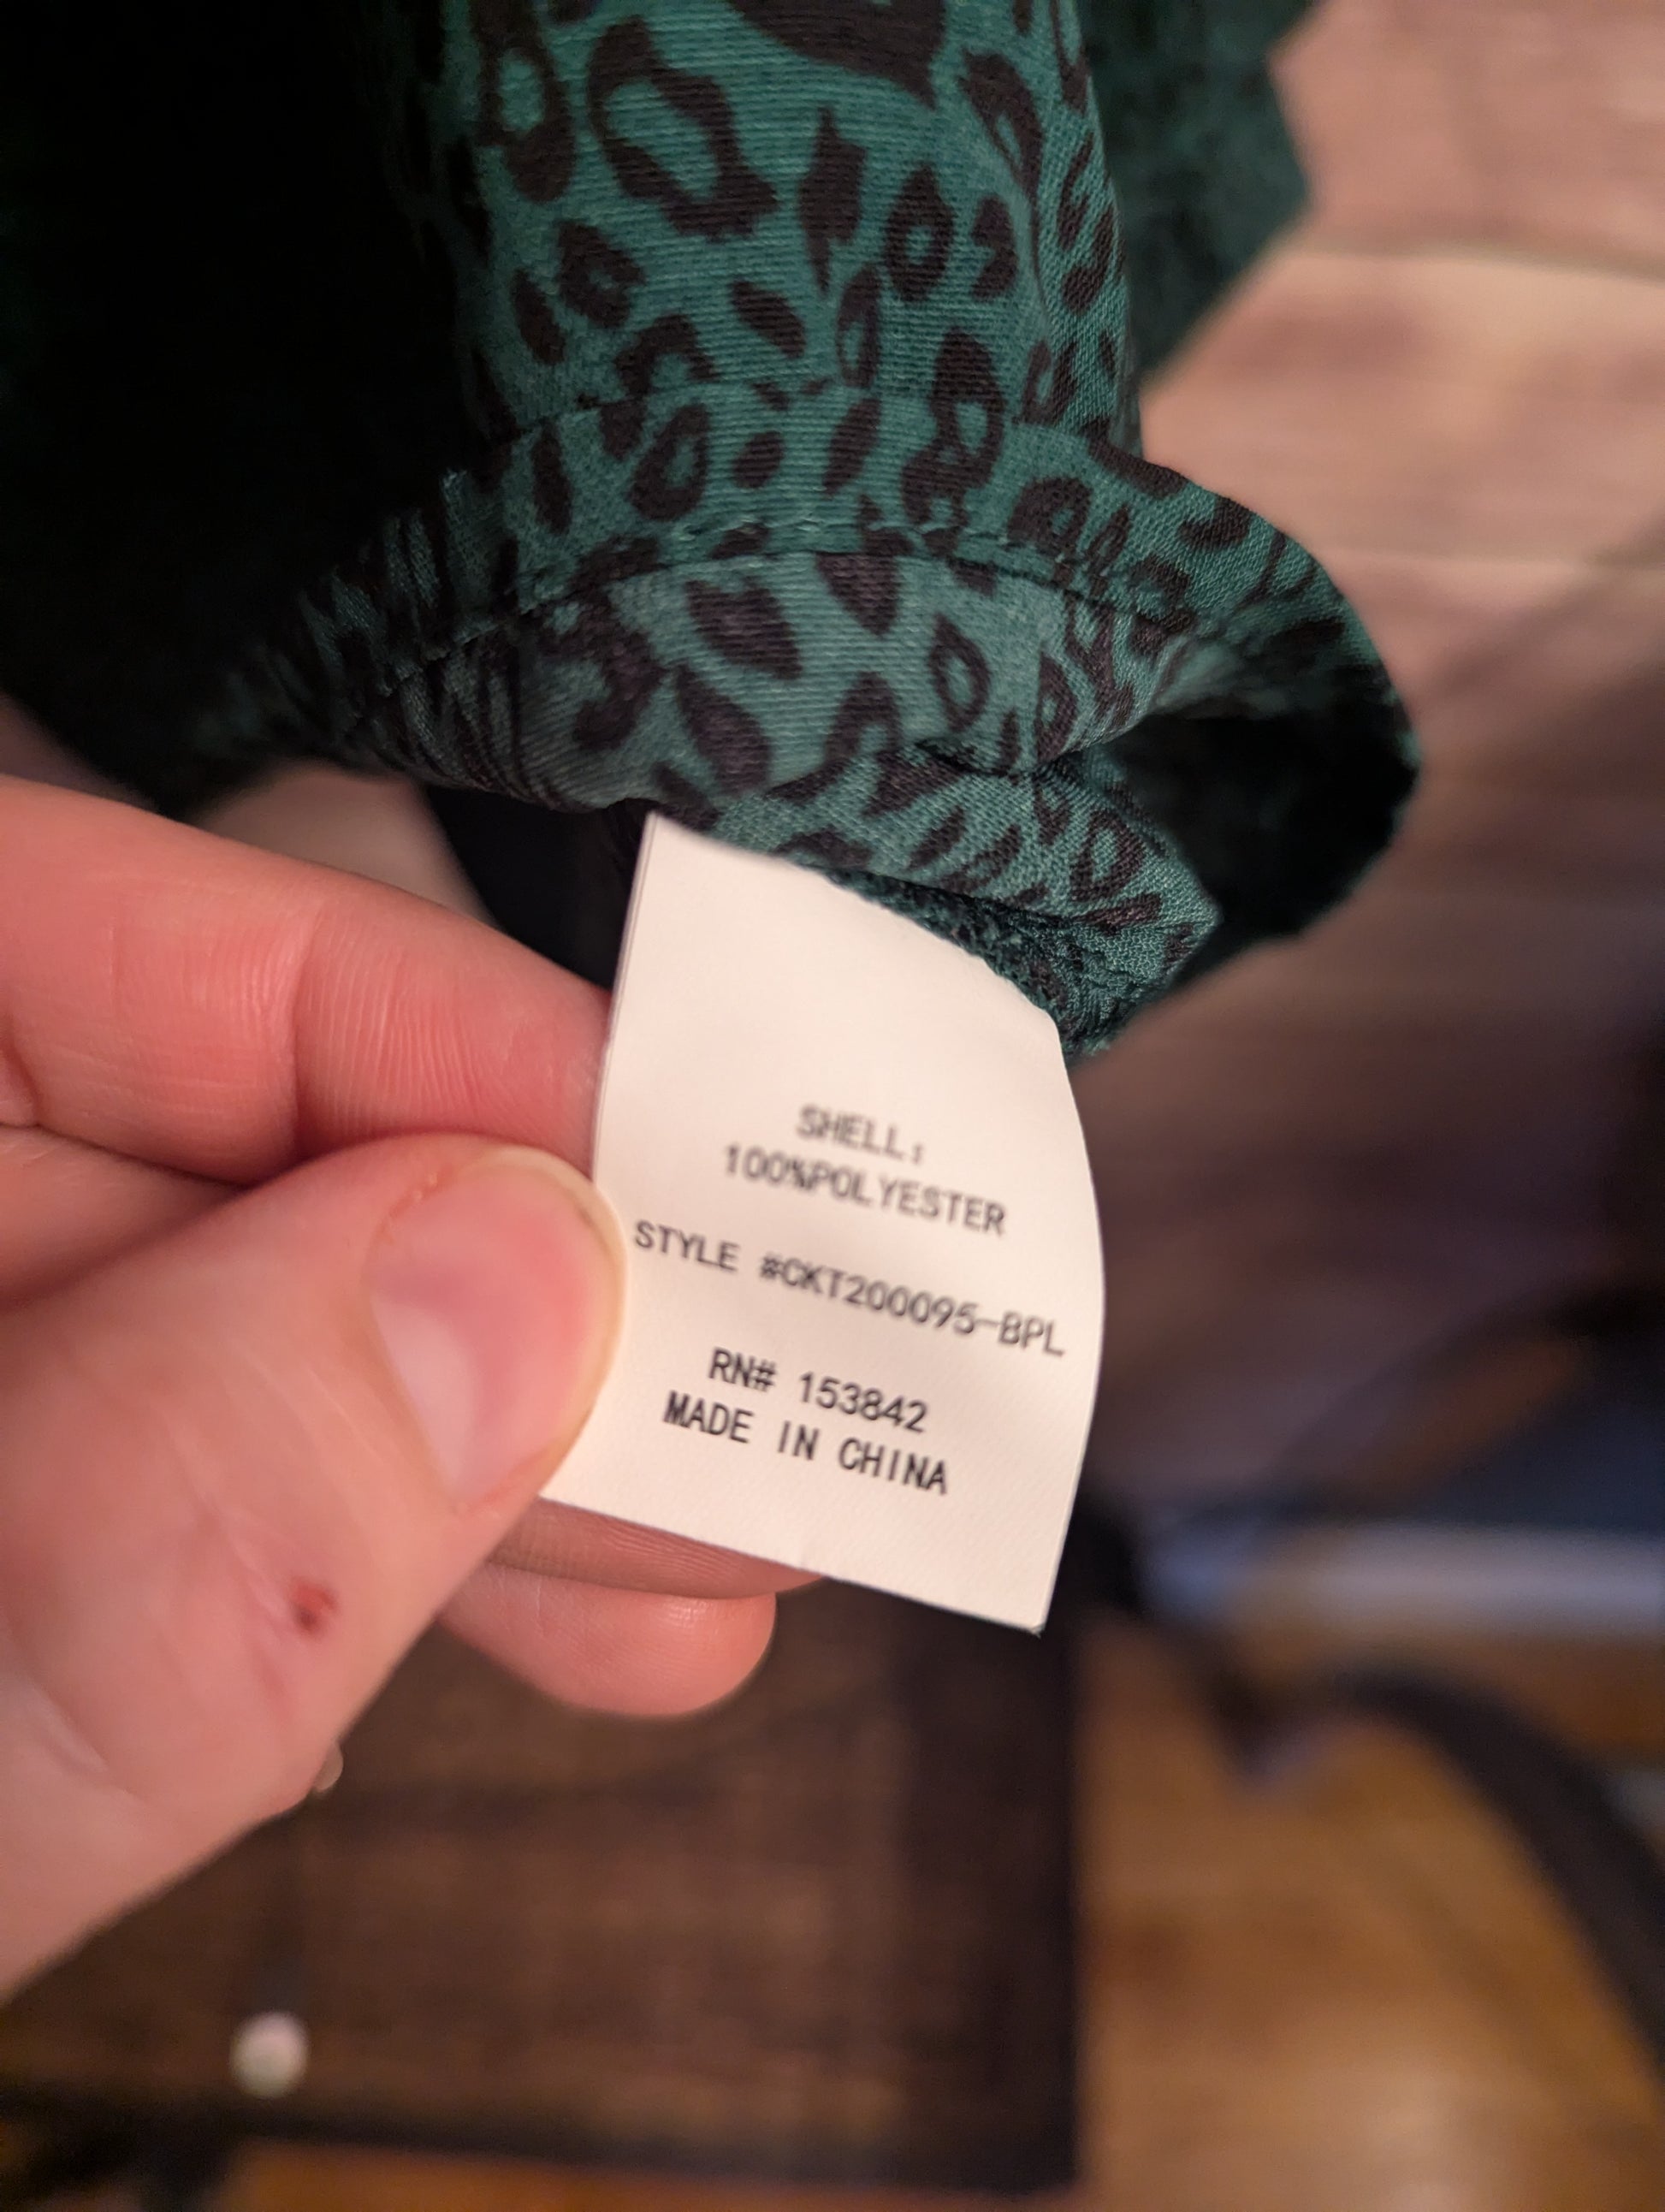 SHELL:
100%POLYESTER
STYLE #CKT200095-BPL
RN# 153842
MADE IN CHINA